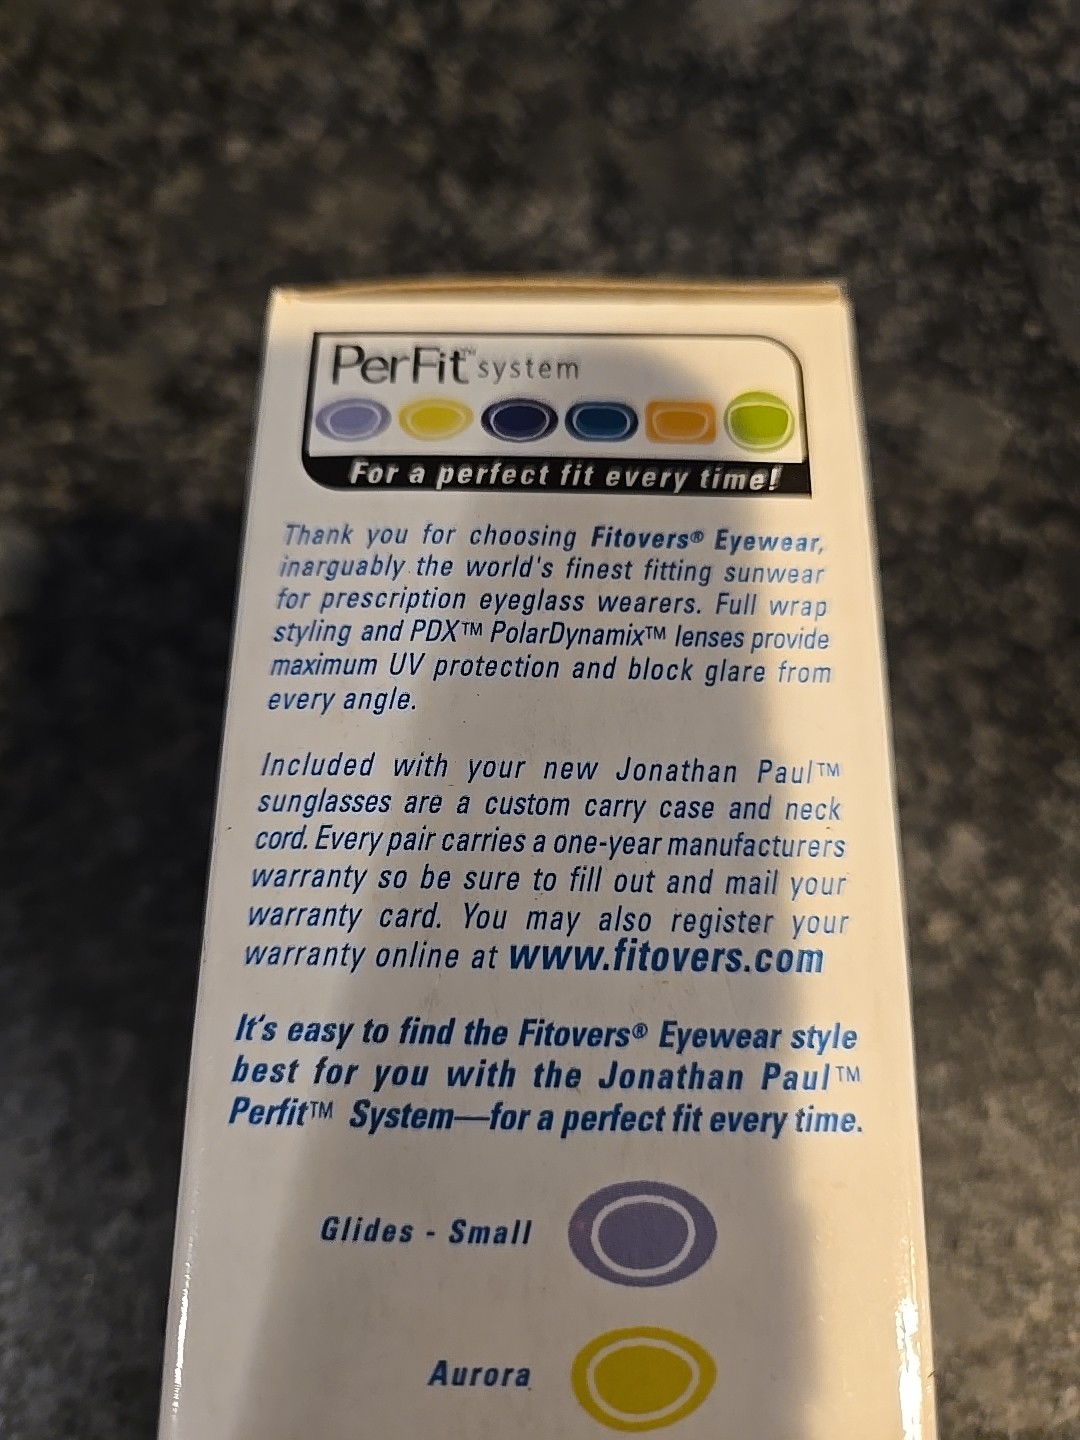 PerFit™ system
For a perfect fit every time!
Thank you for choosing Fitovers® Eyewear,
inarguably the world's finest fitting sunwear
for prescription eyeglass wearers. Full wrap
styling and PDX™ PolarDynamix™ lenses provide
maximum UV protection and block glare from
every angle.
Included with your new Jonathan Paul™
sunglasses are a custom carry case and neck
cord. Every pair carries a one-year manufacturers
warranty so be sure to fill out and mail your
warranty card. You may also register your
warranty online at www.fitovers.com
It's easy to find the Fitovers® Eyewear style
best for you with the Jonathan Paul™
Perfit™ System—for a perfect fit every time.
Glides - Small
Aurora